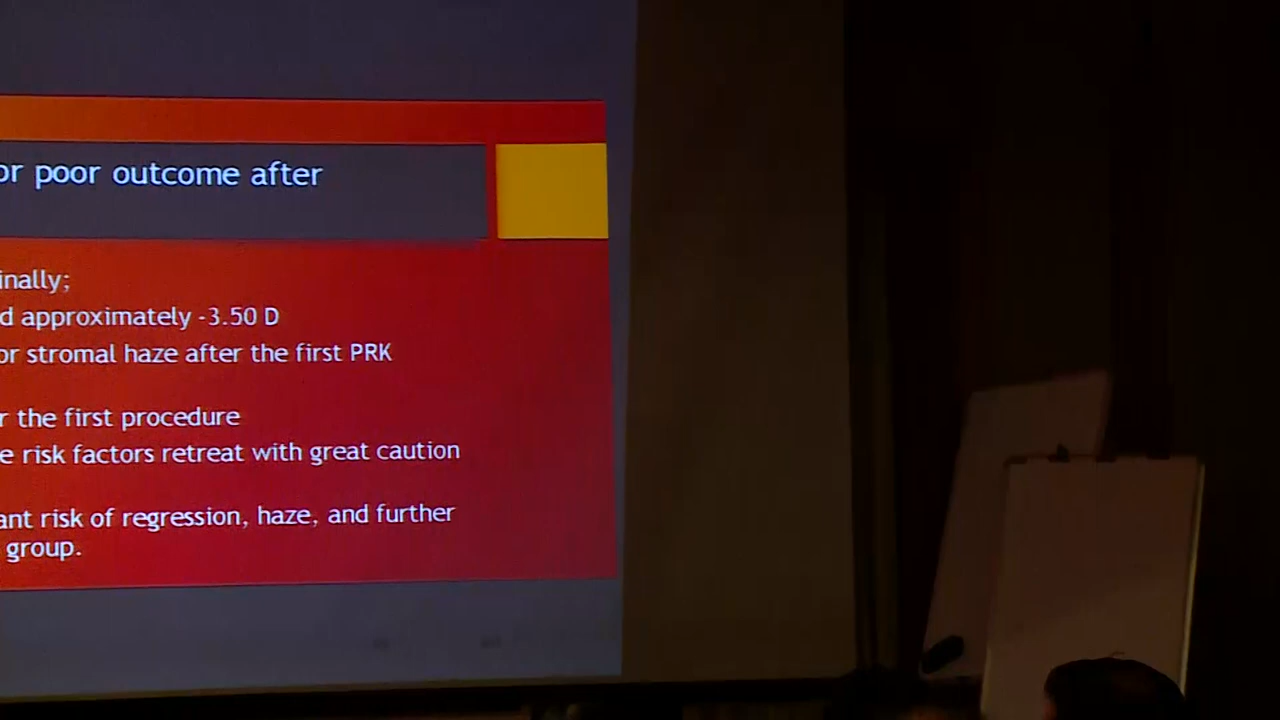 or poor outcome after
inally;
d approximately -3.50 D
or stromal haze after the first PRK
r the first procedure
e risk factors retreat with great caution
ant risk of regression, haze, and further
group.